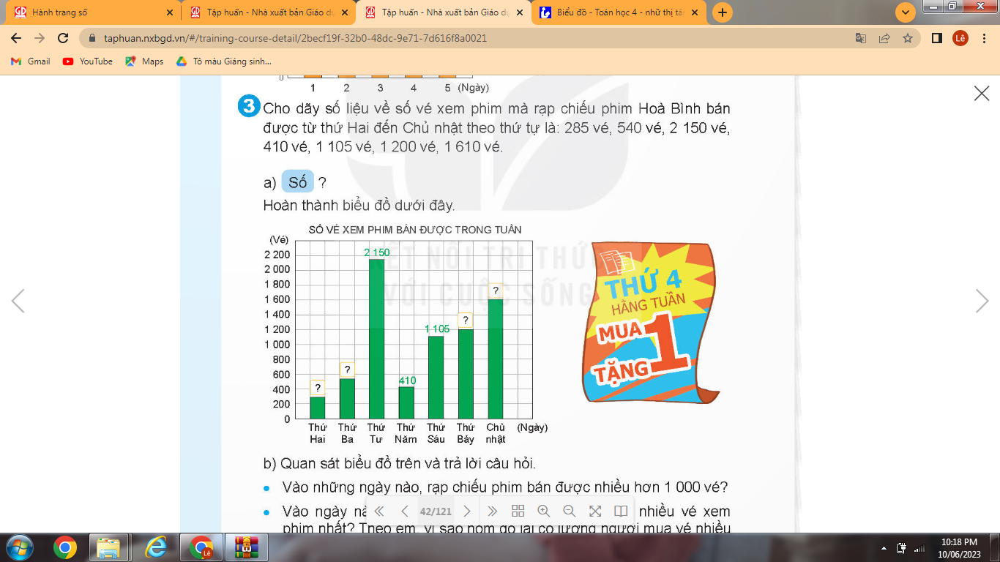 Hành trang số
Tập huấn - Nhà xuất bản Giáo dụ
Tập huấn - Nhà xuất bản Giáo dụ
Biểu đồ - Toán học 4 - nhữ thị tâ
taphuan.nxbgd.vn/#/training-course-detail/2becf19f-32b0-48dc-9e71-7d616f8a0021
Lê
Gmail
YouTube
Maps
Tô màu Giáng sinh...
0
1 2 3 4 5 (Ngày)
3 Cho dãy số liệu về số vé xem phim mà rạp chiếu phim Hoà Bình bán
được từ thứ Hai đến Chủ nhật theo thứ tự là: 285 vé, 540 vé, 2 150 vé,
410 vé, 1 105 vé, 1 200 vé, 1 610 vé.
a) Số ?
Hoàn thành biểu đồ dưới đây.
SỐ VÉ XEM PHIM BÁN ĐƯỢC TRONG TUẦN
(Vé)
2 200
2 000
1 800
1 600
1 400
1 200
1 000
800
600
400
200
0
?
?
2 150
410
1 105
?
?
Thứ Hai
Thứ Ba
Thứ Tư
Thứ Năm
Thứ Sáu
Thứ Bảy
Chủ nhật
(Ngày)
KẾT NỐI TRI THỨC
VỚI CUỘC SỐNG
THỨ 4
HẰNG TUẦN
MUA 1
TẶNG 1
b) Quan sát biểu đồ trên và trả lời câu hỏi.
• Vào những ngày nào, rạp chiếu phim bán được nhiều hơn 1 000 vé?
• Vào ngày nhiều vé xem
phim nhất? Theo em, vì sao hôm đó lại có lượng người mua vé nhiều
42/121
Lê
10:18 PM
10/06/2023